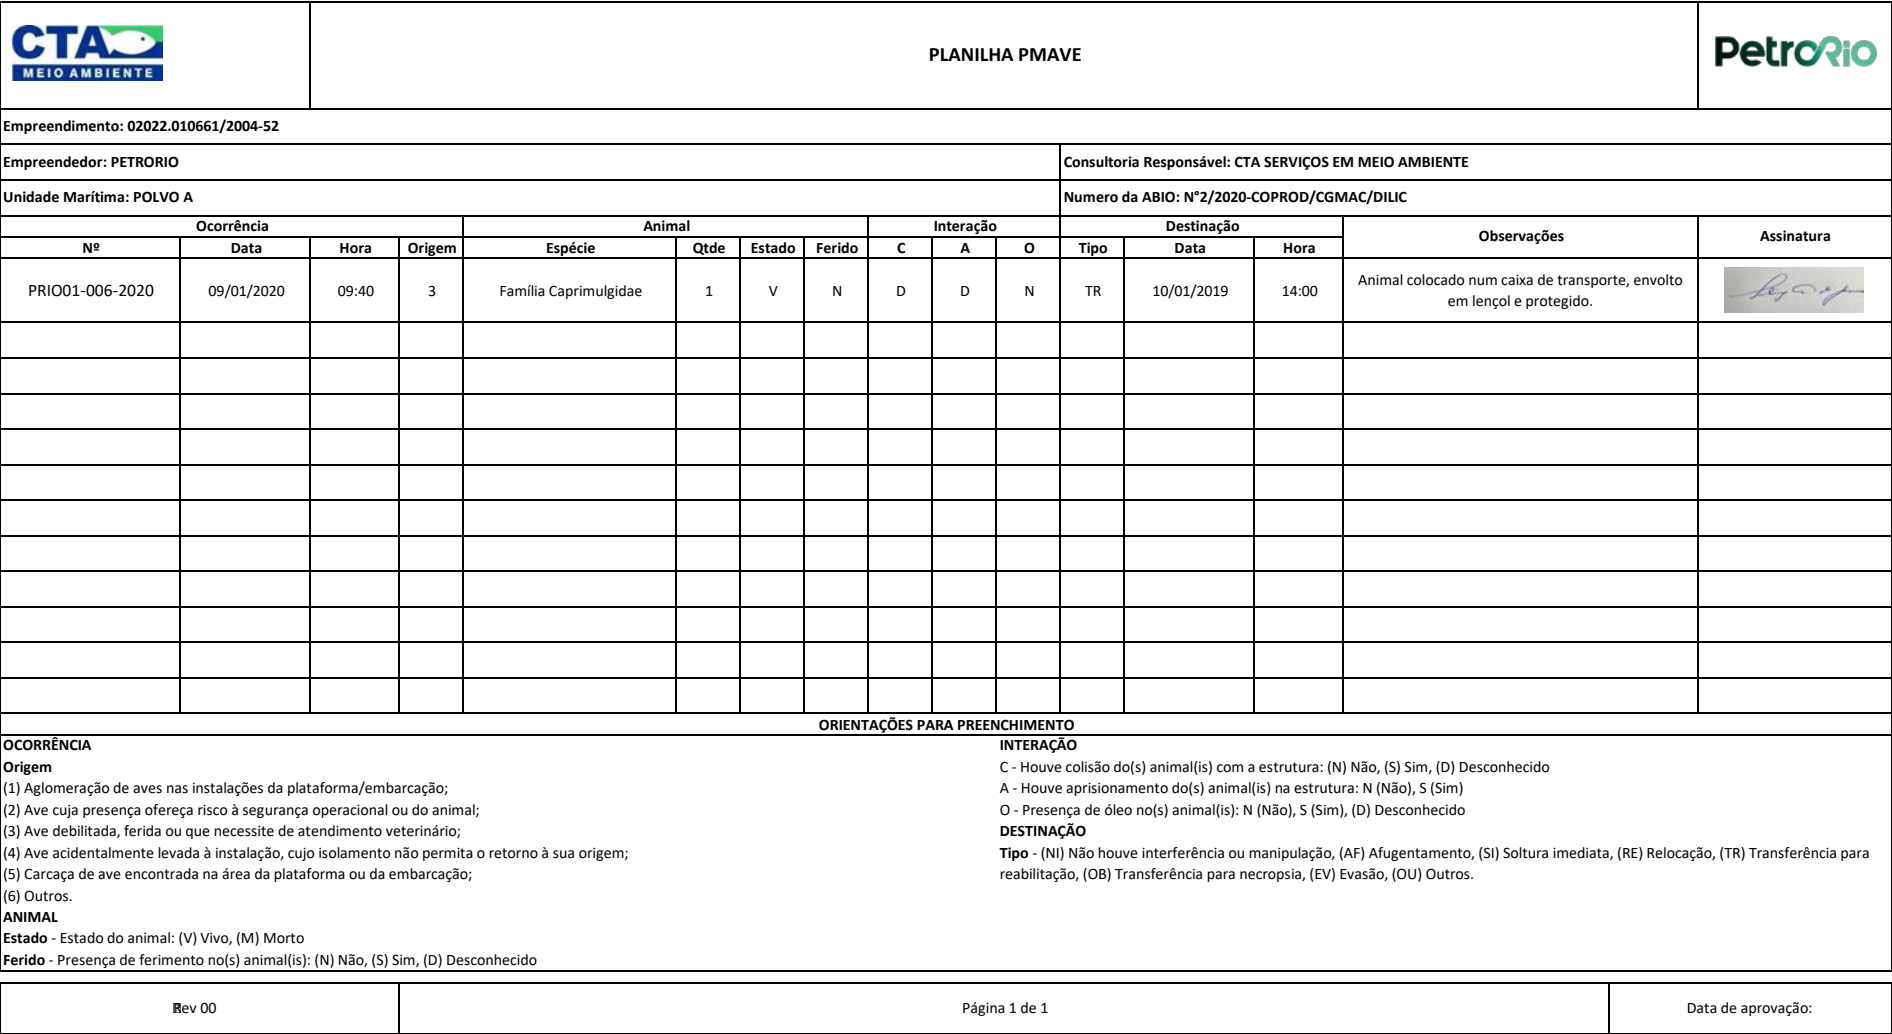 CTA
MEIO AMBIENTE
PLANILHA PMAVE
PetroRio
Empreendimento: 02022.010661/2004-52
Empreendedor: PETRORIO
Consultoria Responsável: CTA SERVIÇOS EM MEIO AMBIENTE
Unidade Marítima: POLVO A
Numero da ABIO: N°2/2020-COPROD/CGMAC/DILIC
Ocorrência Animal Interação Destinação Observações Assinatura
Nº Data Hora Origem Espécie Qtde Estado Ferido C A O Tipo Data Hora
PRIO01-006-2020 09/01/2020 09:40 3 Família Caprimulgidae 1 V N D D N TR 10/01/2019 14:00 Animal colocado num caixa de transporte, envolto
em lençol e protegido.
ORIENTAÇÕES PARA PREENCHIMENTO
OCORRÊNCIA
Origem
(1) Aglomeração de aves nas instalações da plataforma/embarcação;
(2) Ave cuja presença ofereça risco à segurança operacional ou do animal;
(3) Ave debilitada, ferida ou que necessite de atendimento veterinário;
(4) Ave acidentalmente levada à instalação, cujo isolamento não permita o retorno à sua origem;
(5) Carcaça de ave encontrada na área da plataforma ou da embarcação;
(6) Outros.
ANIMAL
Estado - Estado do animal: (V) Vivo, (M) Morto
Ferido - Presença de ferimento no(s) animal(is): (N) Não, (S) Sim, (D) Desconhecido
INTERAÇÃO
C - Houve colisão do(s) animal(is) com a estrutura: (N) Não, (S) Sim, (D) Desconhecido
A - Houve aprisionamento do(s) animal(is) na estrutura: N (Não), S (Sim)
O - Presença de óleo no(s) animal(is): N (Não), S (Sim), (D) Desconhecido
DESTINAÇÃO
Tipo - (NI) Não houve interferência ou manipulação, (AF) Afugentamento, (SI) Soltura imediata, (RE) Relocação, (TR) Transferência para
reabilitação, (OB) Transferência para necropsia, (EV) Evasão, (OU) Outros.
Rev 00
Página 1 de 1
Data de aprovação: